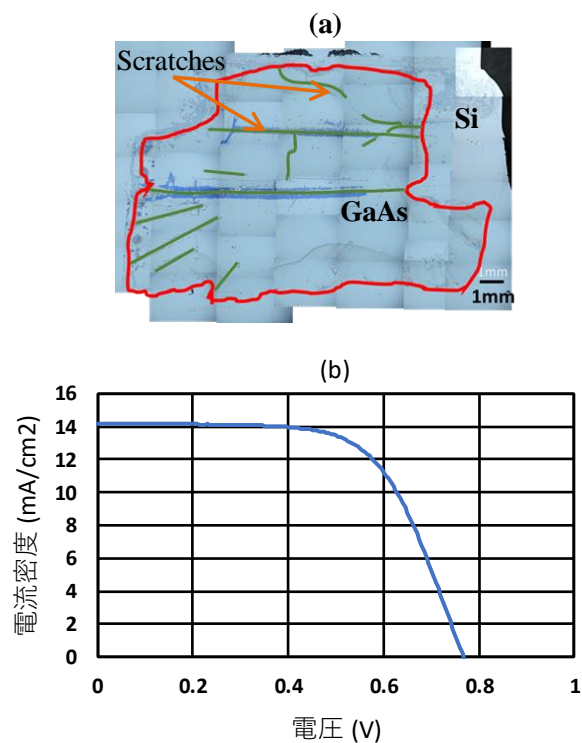 (a)
Scratches
Si
GaAs
1mm
1mm
(b)
16
14
12
10
8
6
4
2
0
電流密度 (mA/cm2)
0
0.2
0.4
0.6
0.8
1
電圧 (V)